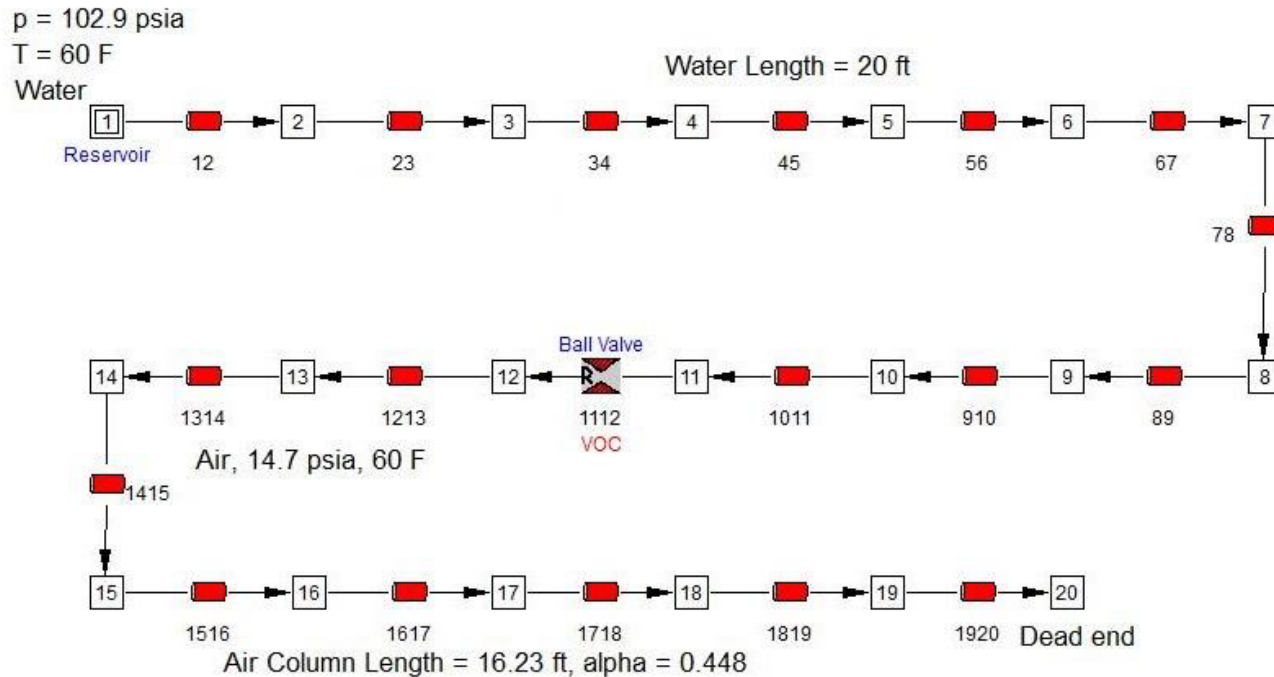 p = 102.9 psia
T = 60 F
Water
Water Length = 20 ft
1 2 3 4 5 6 7
Reservoir
12 23 34 45 56 67
78
Ball Valve
14 13 12 R 11 10 9 8
1314 1213 1112 1011 910 89
VOC
Air, 14.7 psia, 60 F
1415
15 16 17 18 19 20
1516 1617 1718 1819 1920 Dead end
Air Column Length = 16.23 ft, alpha = 0.448